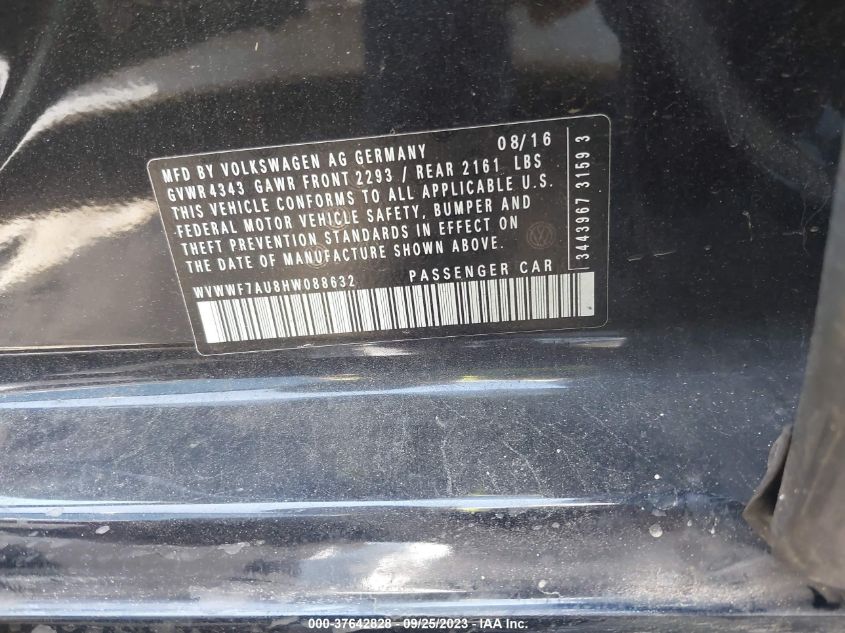 MFD BY VOLKSWAGEN AG GERMANY 08/16
GVWR 4343 GAWR FRONT 2293 / REAR 2161 LBS
THIS VEHICLE CONFORMS TO ALL APPLICABLE U.S.
FEDERAL MOTOR VEHICLE SAFETY, BUMPER AND
THEFT PREVENTION STANDARDS IN EFFECT ON
THE DATE OF MANUFACTURE SHOWN ABOVE.
WVWWF7AU8HW088632 PASSENGER CAR
3443967 3159 3
000-37642828 - 09/25/2023 - IAA Inc.